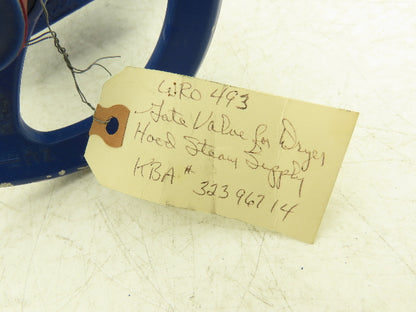 WRO 493
Gate Valve for Dryer
Hood Steam Supply
KBA # 32396714